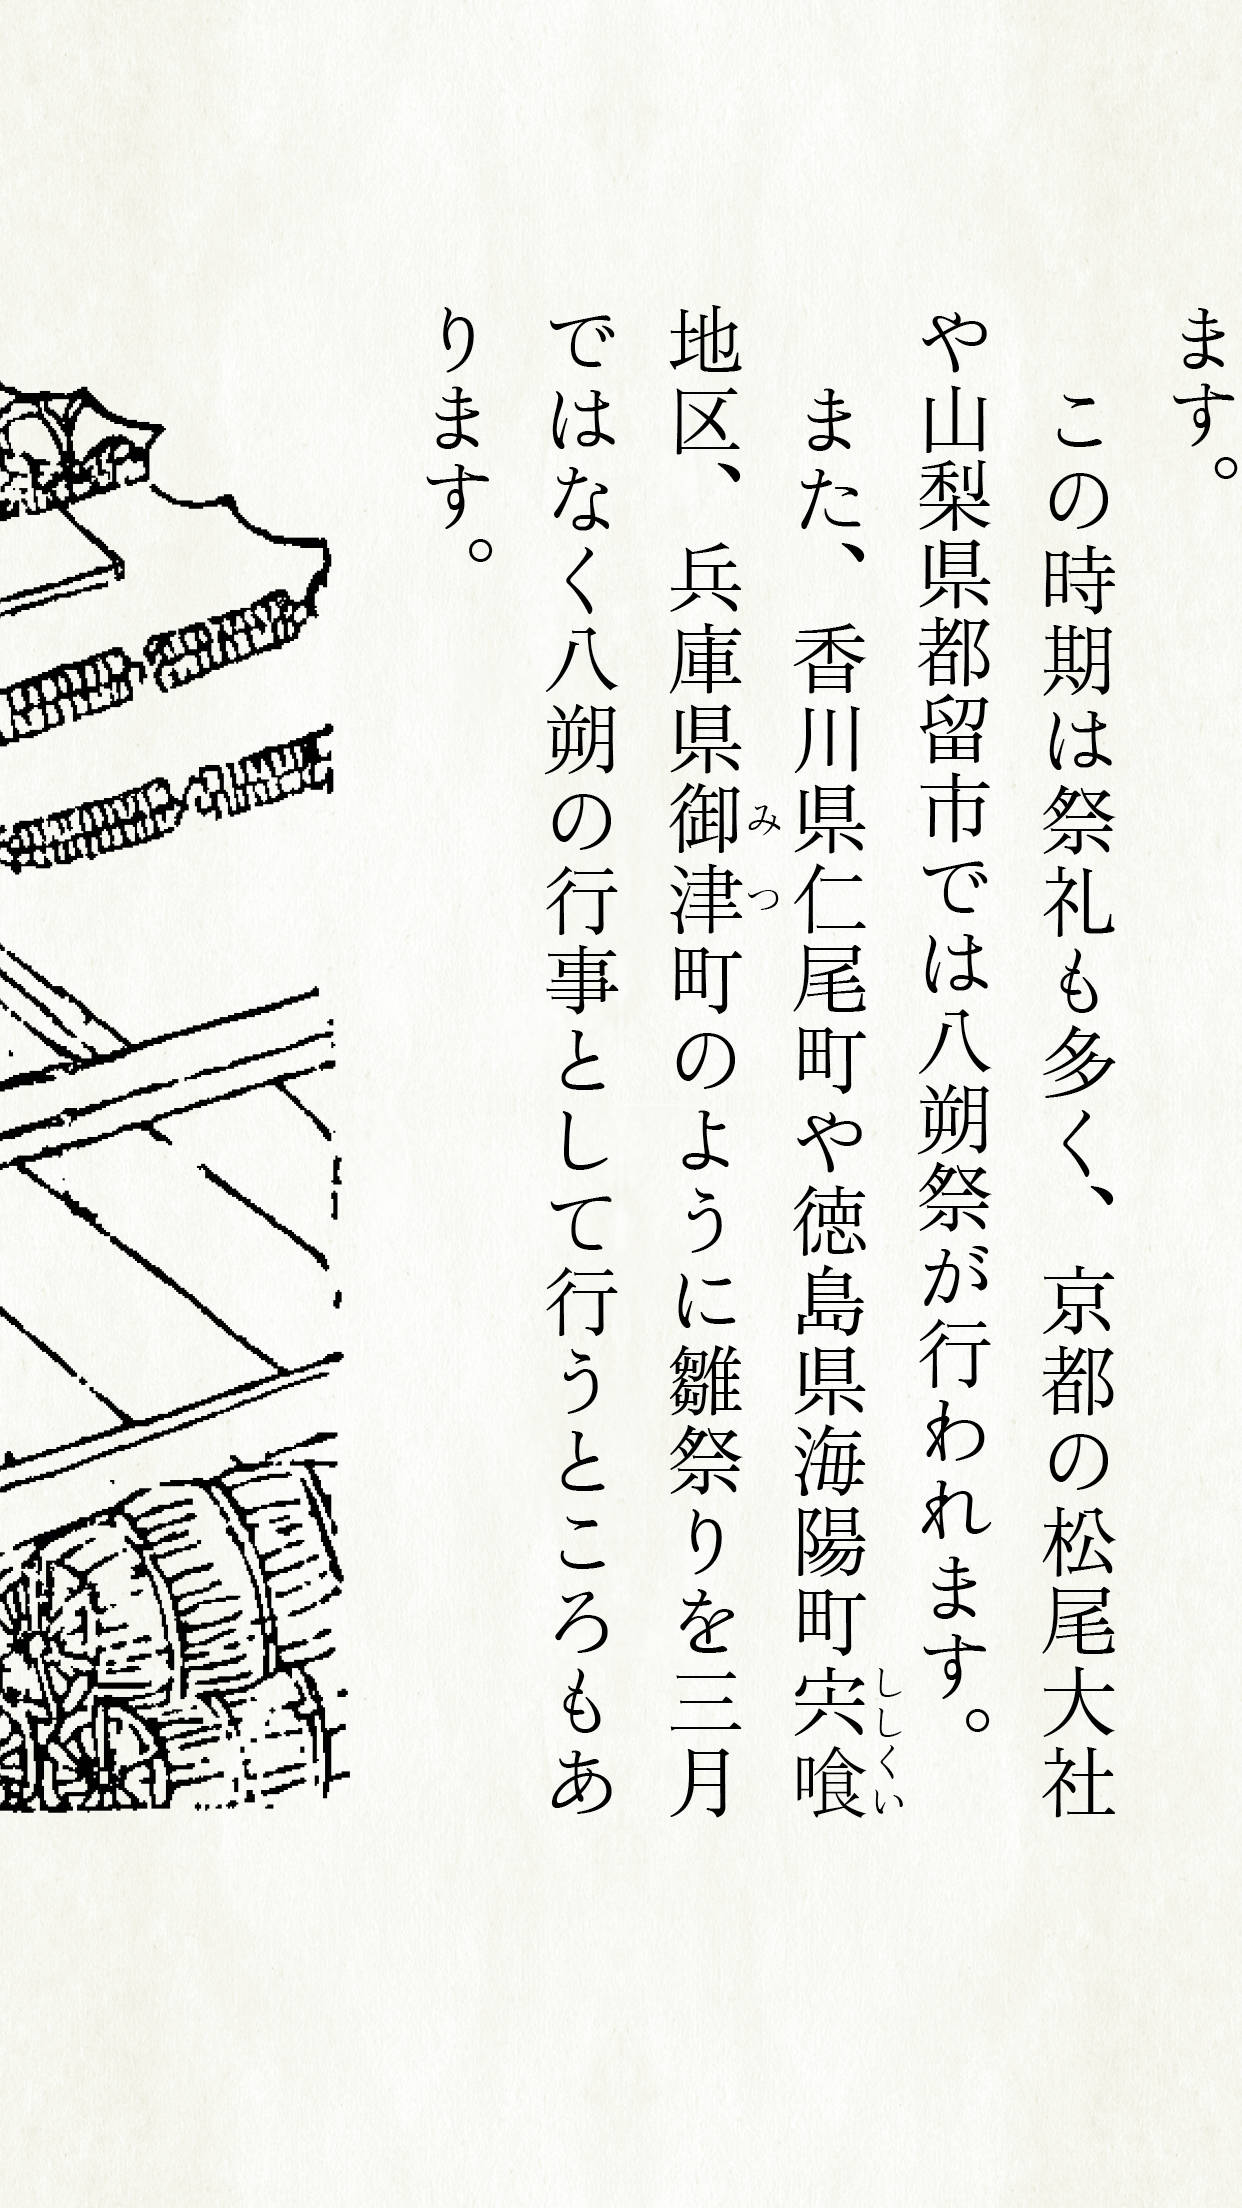 ます。
　この時期は祭礼も多く、京都の松尾大社
や山梨県都留市では八朔祭が行われます。
　また、香川県仁尾町や徳島県海陽町宍喰
ししくい
地区、兵庫県御津町のように雛祭りを三月
みつ
ではなく八朔の行事として行うところもあ
ります。